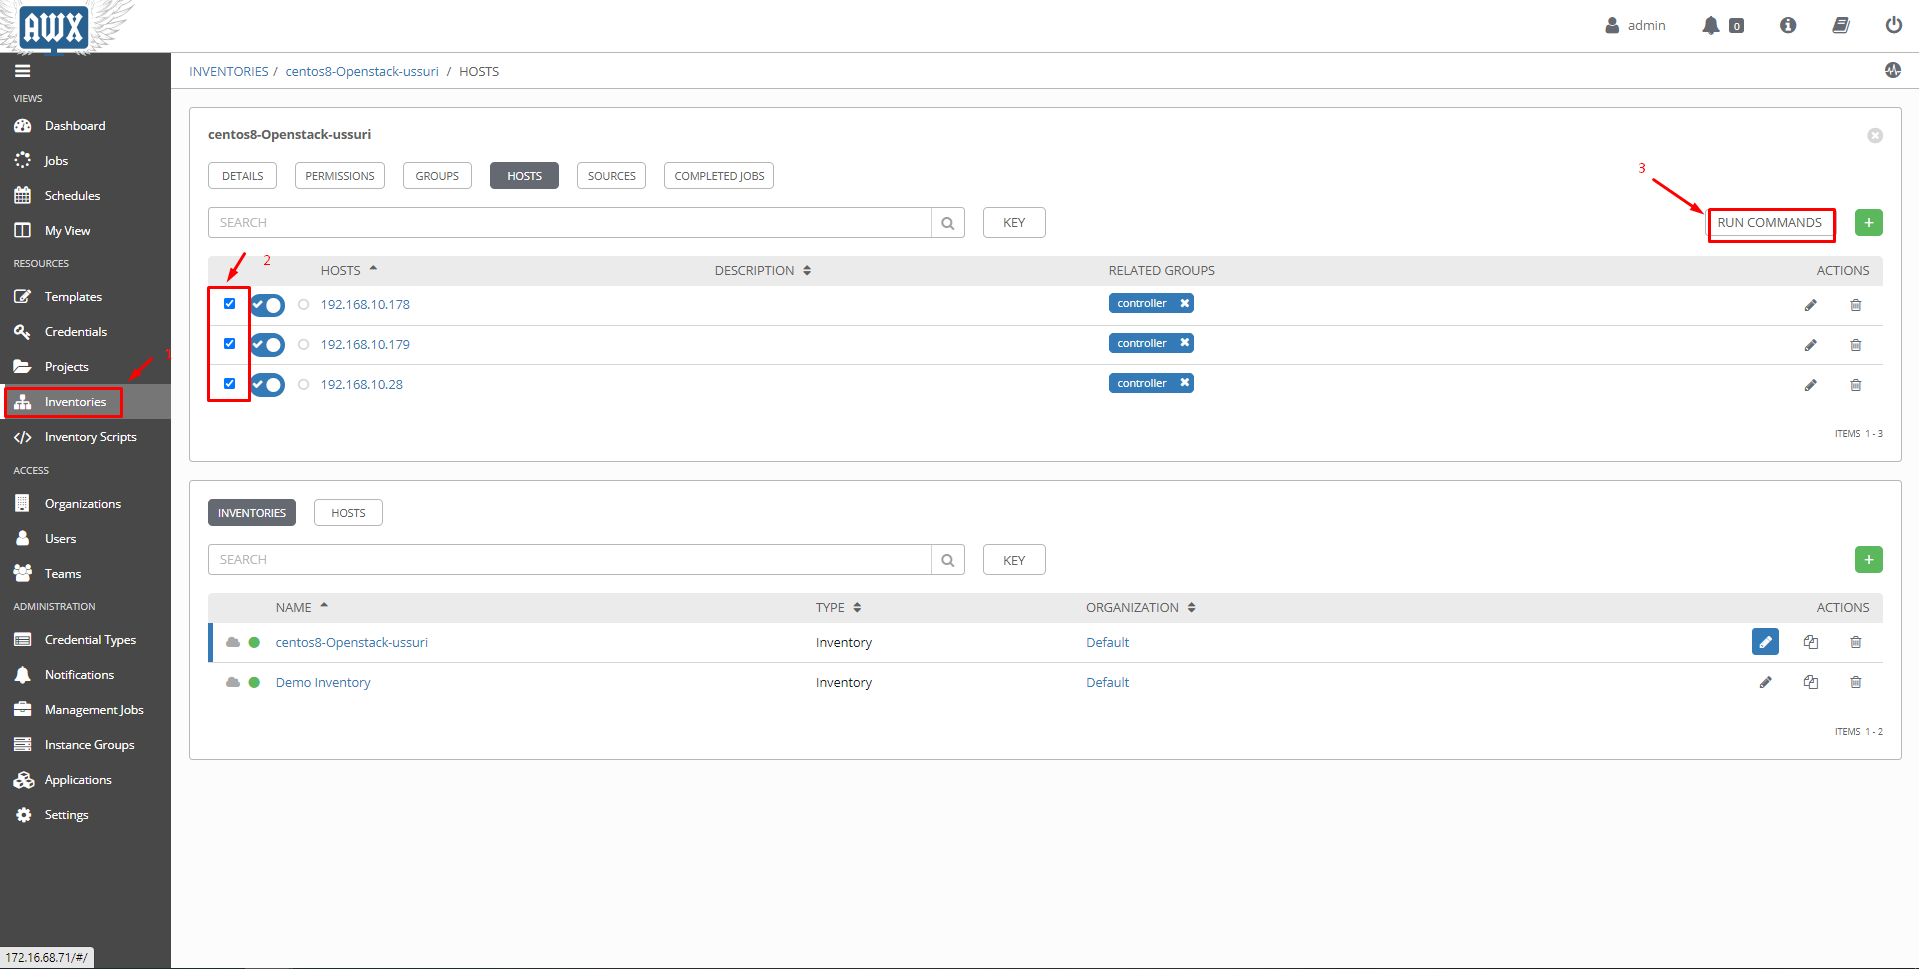 AWX
admin
0
INVENTORIES / centos8-Openstack-ussuri / HOSTS
VIEWS
Dashboard
Jobs
Schedules
My View
RESOURCES
Templates
Credentials
Projects
1
Inventories
Inventory Scripts
ACCESS
Organizations
Users
Teams
ADMINISTRATION
Credential Types
Notifications
Management Jobs
Instance Groups
Applications
Settings
172.16.68.71/#/
centos8-Openstack-ussuri
DETAILS PERMISSIONS GROUPS HOSTS SOURCES COMPLETED JOBS
3
SEARCH KEY RUN COMMANDS +
2
HOSTS DESCRIPTION RELATED GROUPS ACTIONS
192.168.10.178 controller
192.168.10.179 controller
192.168.10.28 controller
ITEMS 1 - 3
INVENTORIES HOSTS
SEARCH KEY +
NAME TYPE ORGANIZATION ACTIONS
centos8-Openstack-ussuri Inventory Default
Demo Inventory Inventory Default
ITEMS 1 - 2